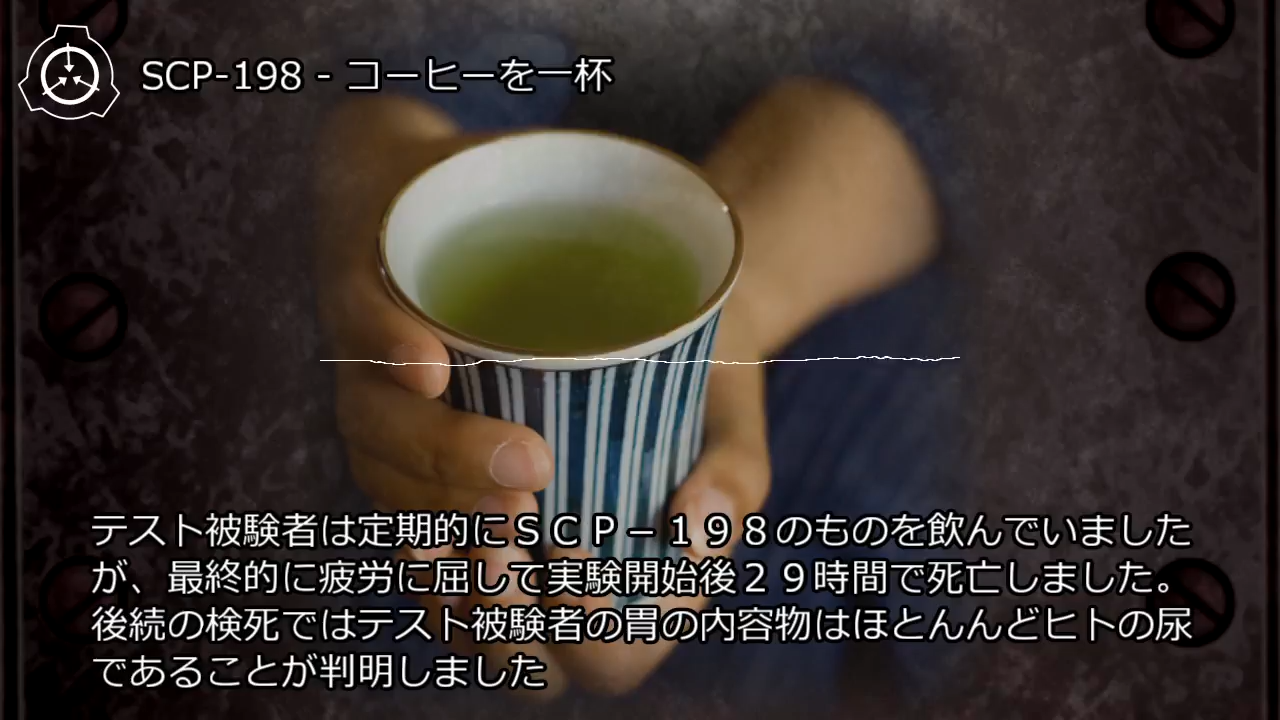 SCP-198 - コーヒーを一杯
テスト被験者は定期的にＳＣＰ－１９８のものを飲んでいました
が、最終的に疲労に屈して実験開始後２９時間で死亡しました。
後続の検死ではテスト被験者の胃の内容物はほとんんどヒトの尿
であることが判明しました